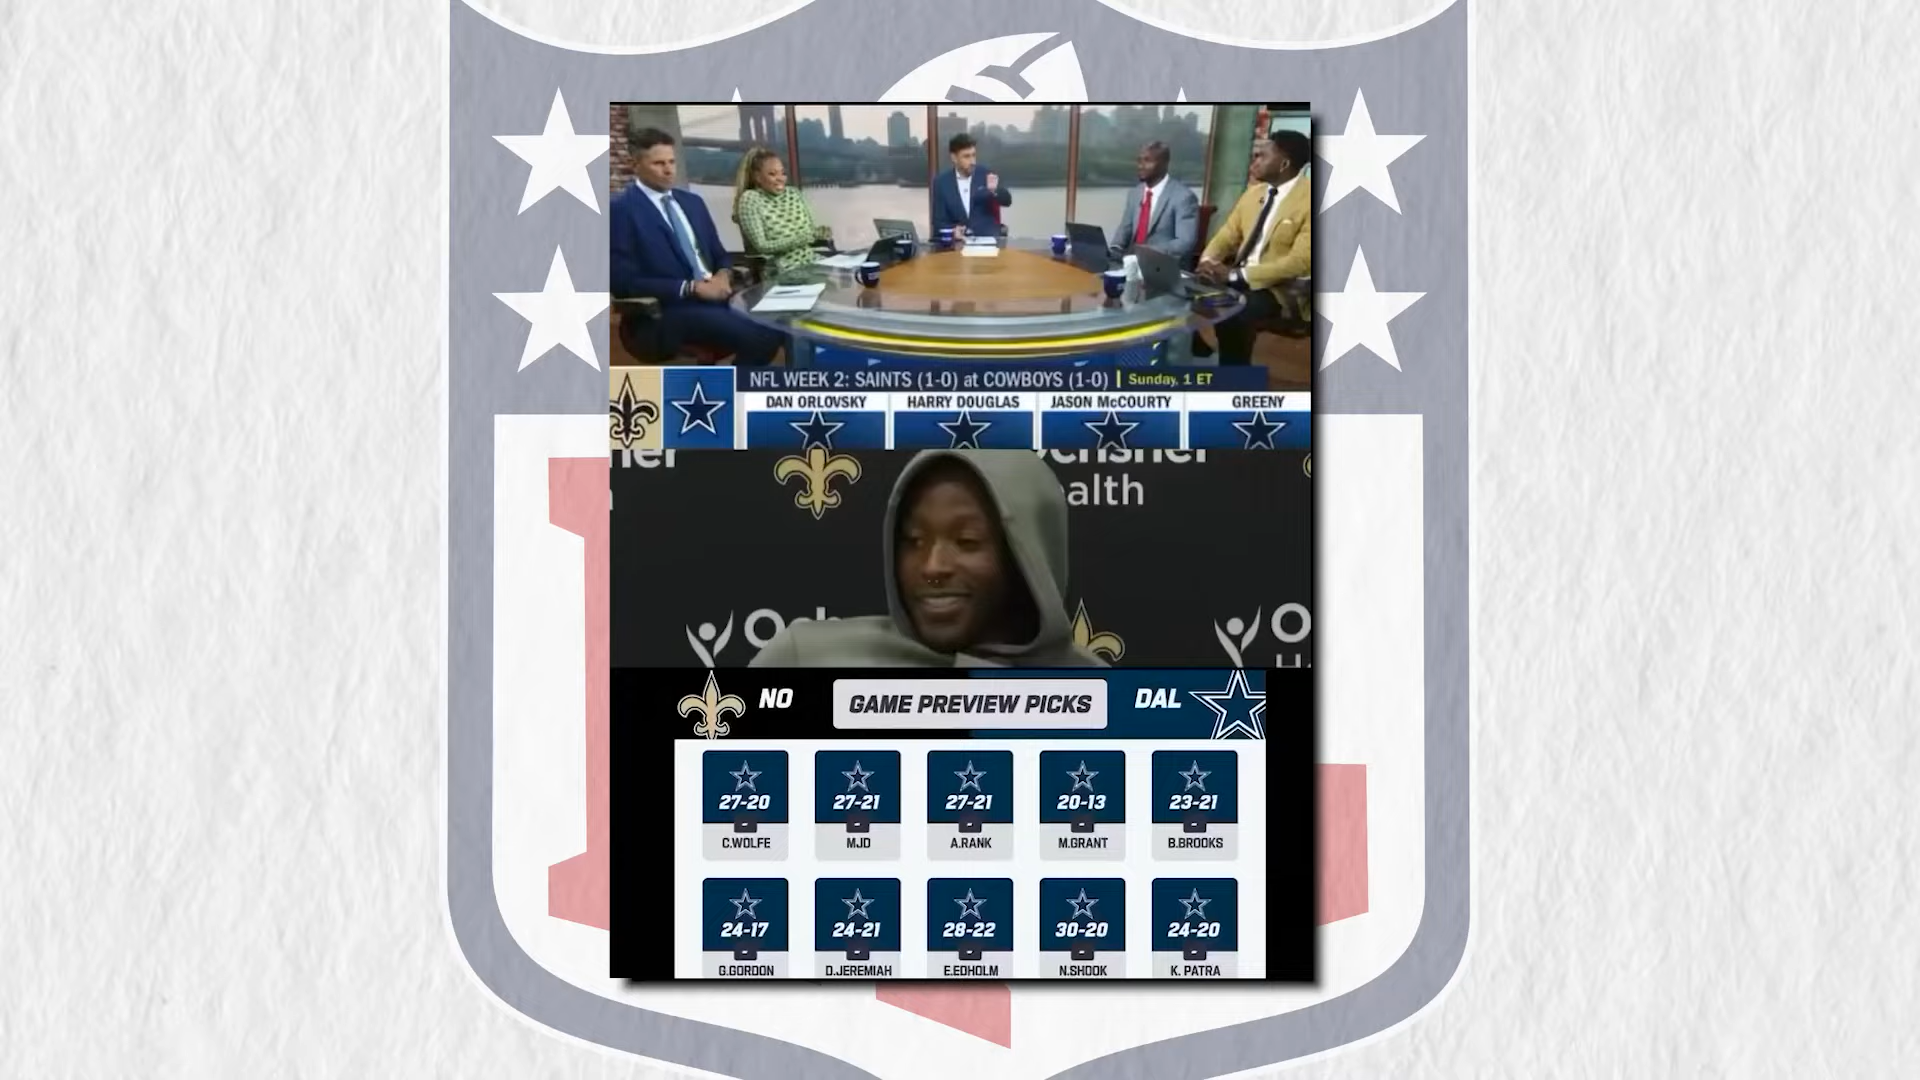 NFL WEEK 2: SAINTS (1-0) at COWBOYS (1-0) | Sunday, 1 ET
DAN ORLOVSKY HARRY DOUGLAS JASON McCOURTY GREENY
Health
NO GAME PREVIEW PICKS DAL
27-20 27-21 27-21 20-13 23-21
C.WOLFE MJD A.RANK M.GRANT B.BROOKS
24-17 24-21 28-22 30-20 24-20
G.GORDON D.JEREMIAH E.EDHOLM N.SHOOK K. PATRA